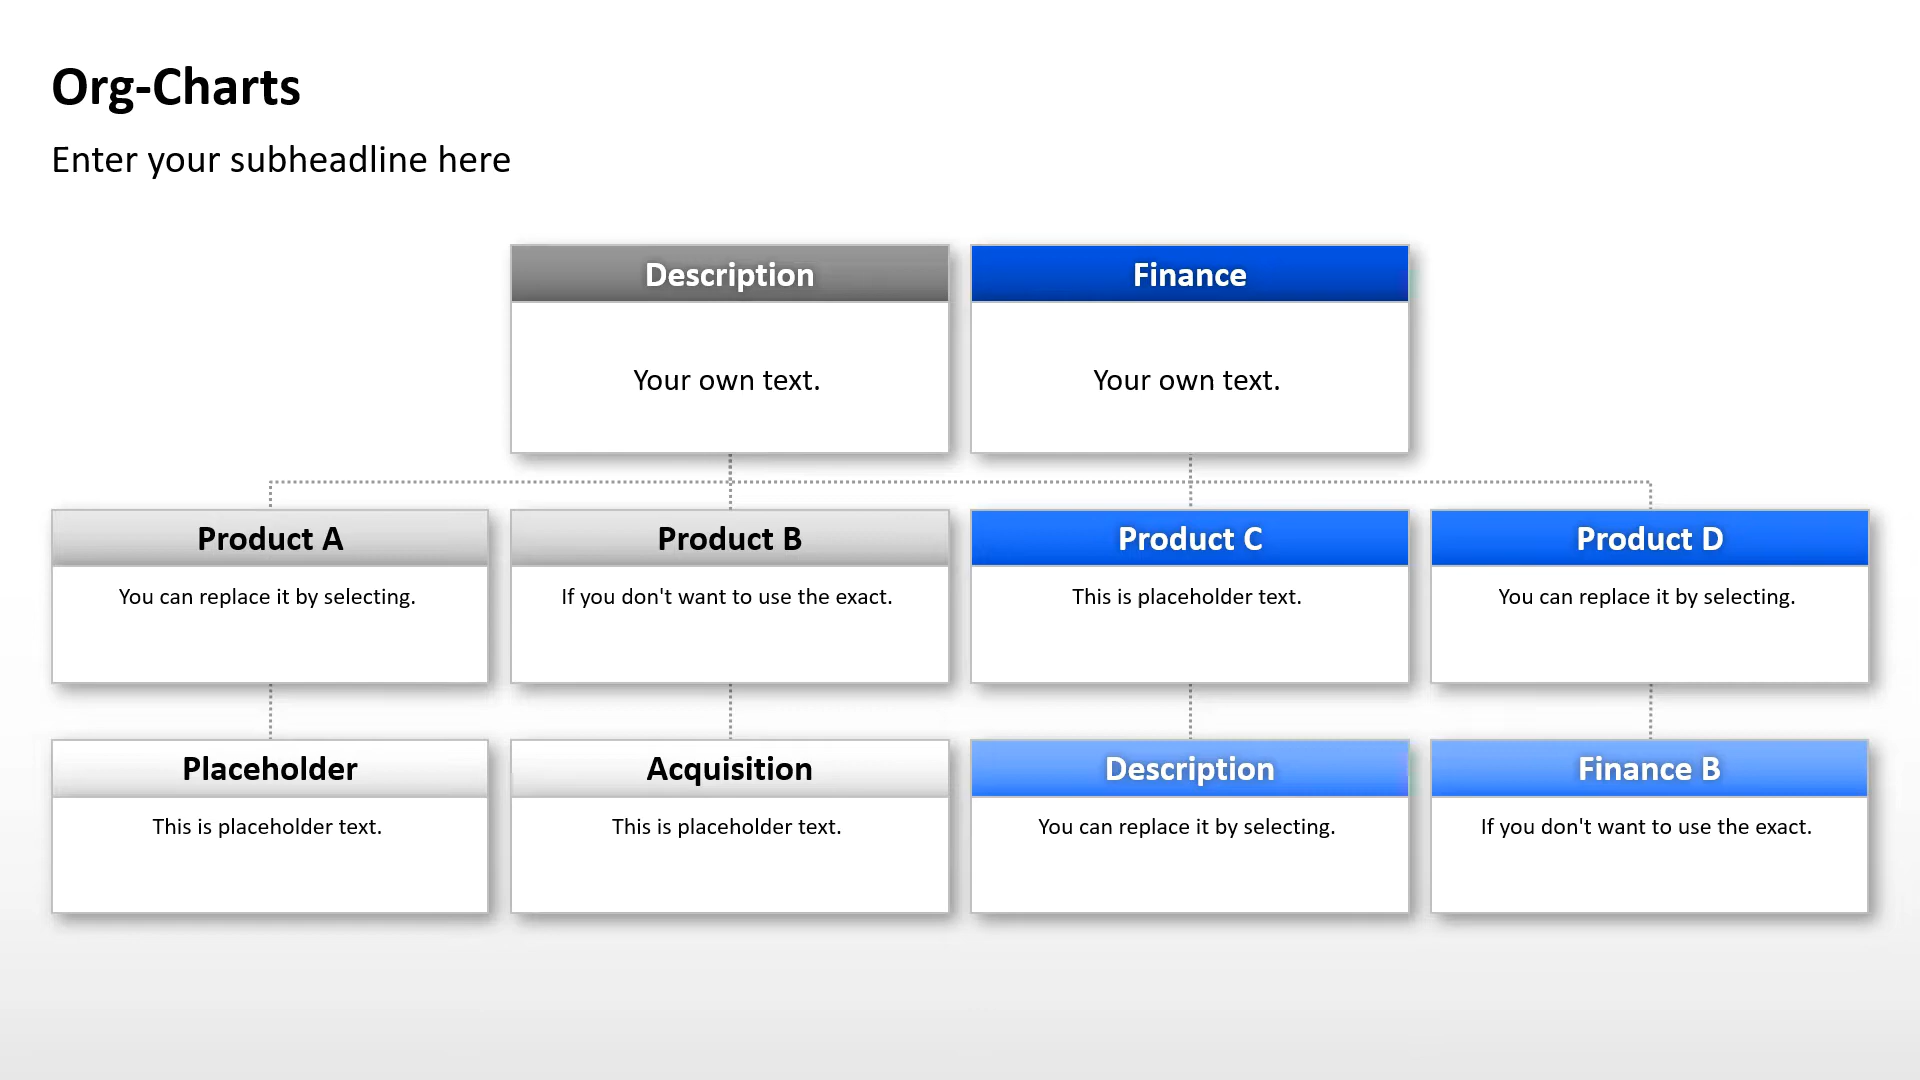 Org-Charts
Enter your subheadline here
Description
Finance
Your own text.
Your own text.
Product A
Product B
Product C
Product D
You can replace it by selecting.
If you don't want to use the exact.
This is placeholder text.
You can replace it by selecting.
Placeholder
Acquisition
Description
Finance B
This is placeholder text.
This is placeholder text.
You can replace it by selecting.
If you don't want to use the exact.